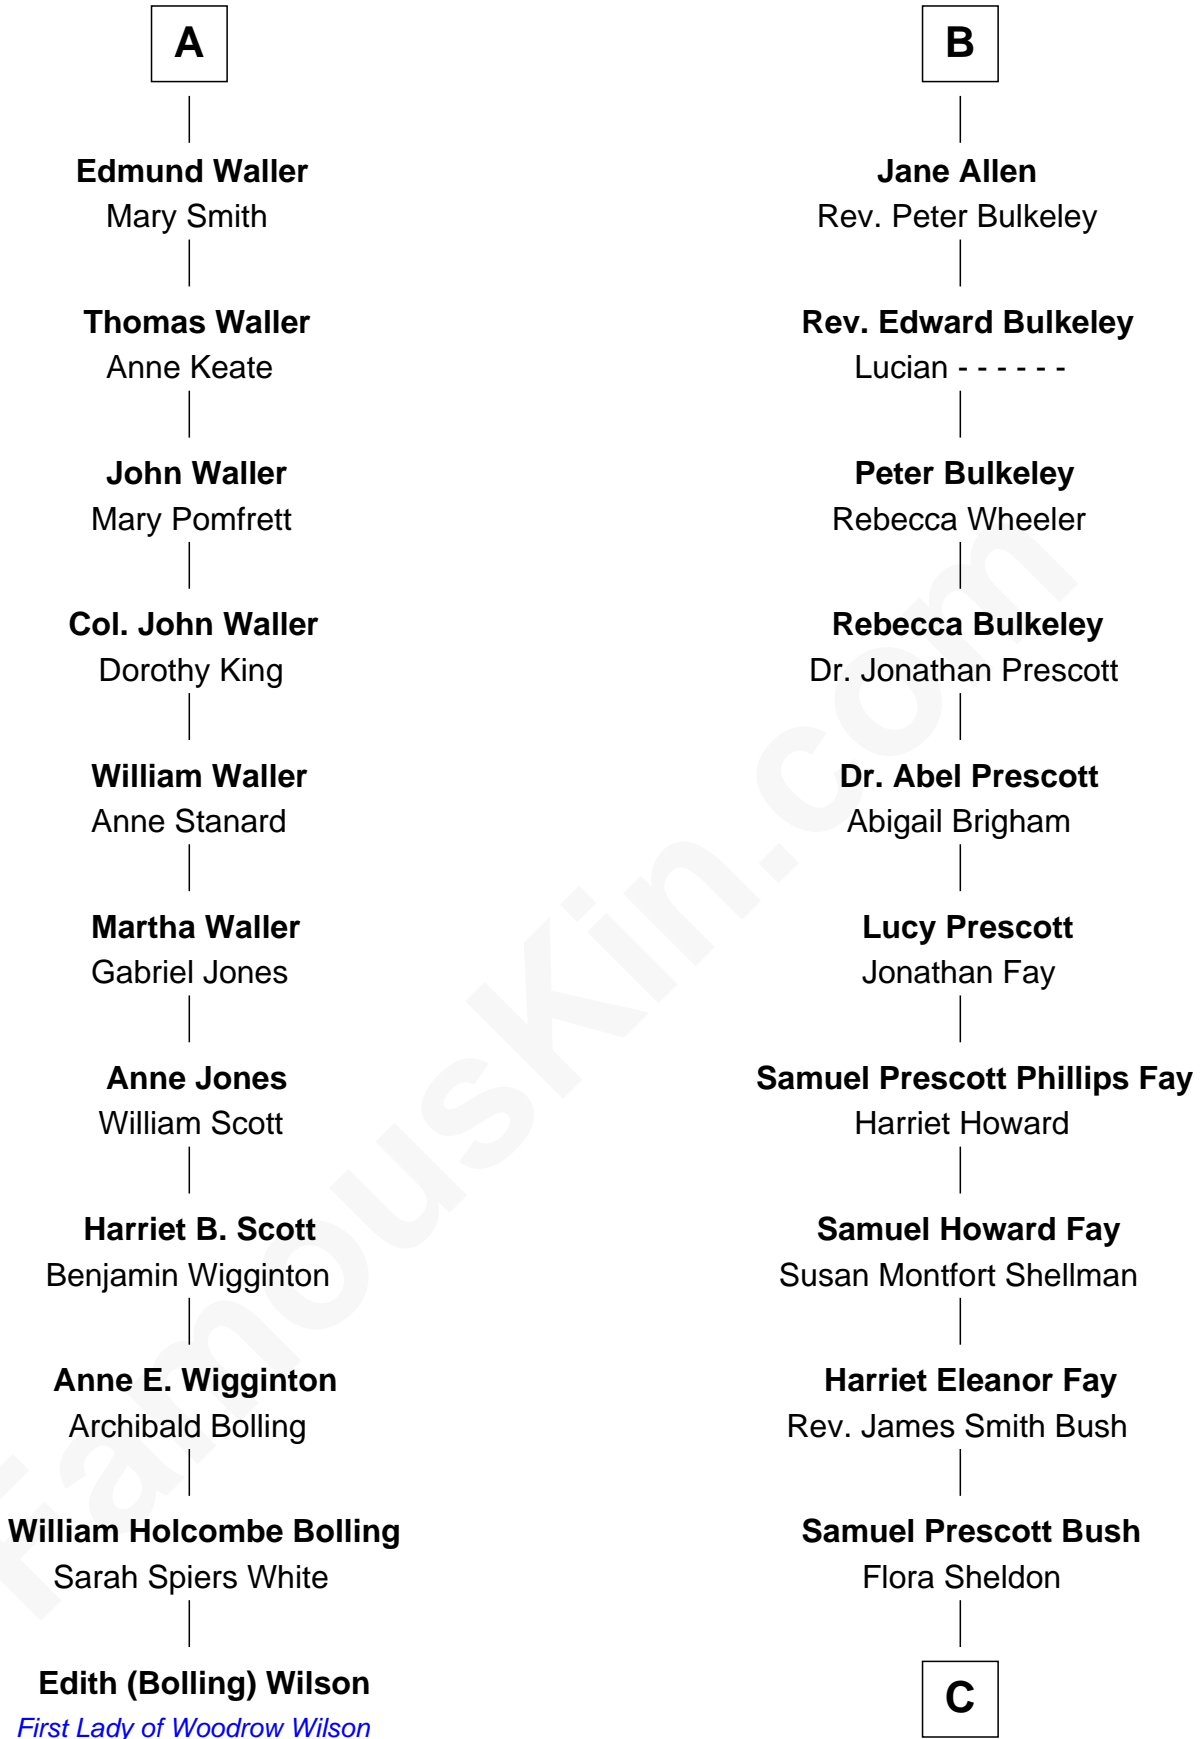 A
Edmund Waller
Mary Smith
Thomas Waller
Anne Keate
John Waller
Mary Pomfrett
Col. John Waller
Dorothy King
William Waller
Anne Stanard
Martha Waller
Gabriel Jones
Anne Jones
William Scott
Harriet B. Scott
Benjamin Wigginton
Anne E. Wigginton
Archibald Bolling
William Holcombe Bolling
Sarah Spiers White
Edith (Bolling) Wilson
First Lady of Woodrow Wilson
B
Jane Allen
Rev. Peter Bulkeley
Rev. Edward Bulkeley
Lucian - - - - - -
Peter Bulkeley
Rebecca Wheeler
Rebecca Bulkeley
Dr. Jonathan Prescott
Dr. Abel Prescott
Abigail Brigham
Lucy Prescott
Jonathan Fay
Samuel Prescott Phillips Fay
Harriet Howard
Samuel Howard Fay
Susan Montfort Shellman
Harriet Eleanor Fay
Rev. James Smith Bush
Samuel Prescott Bush
Flora Sheldon
C
FamousKin.com